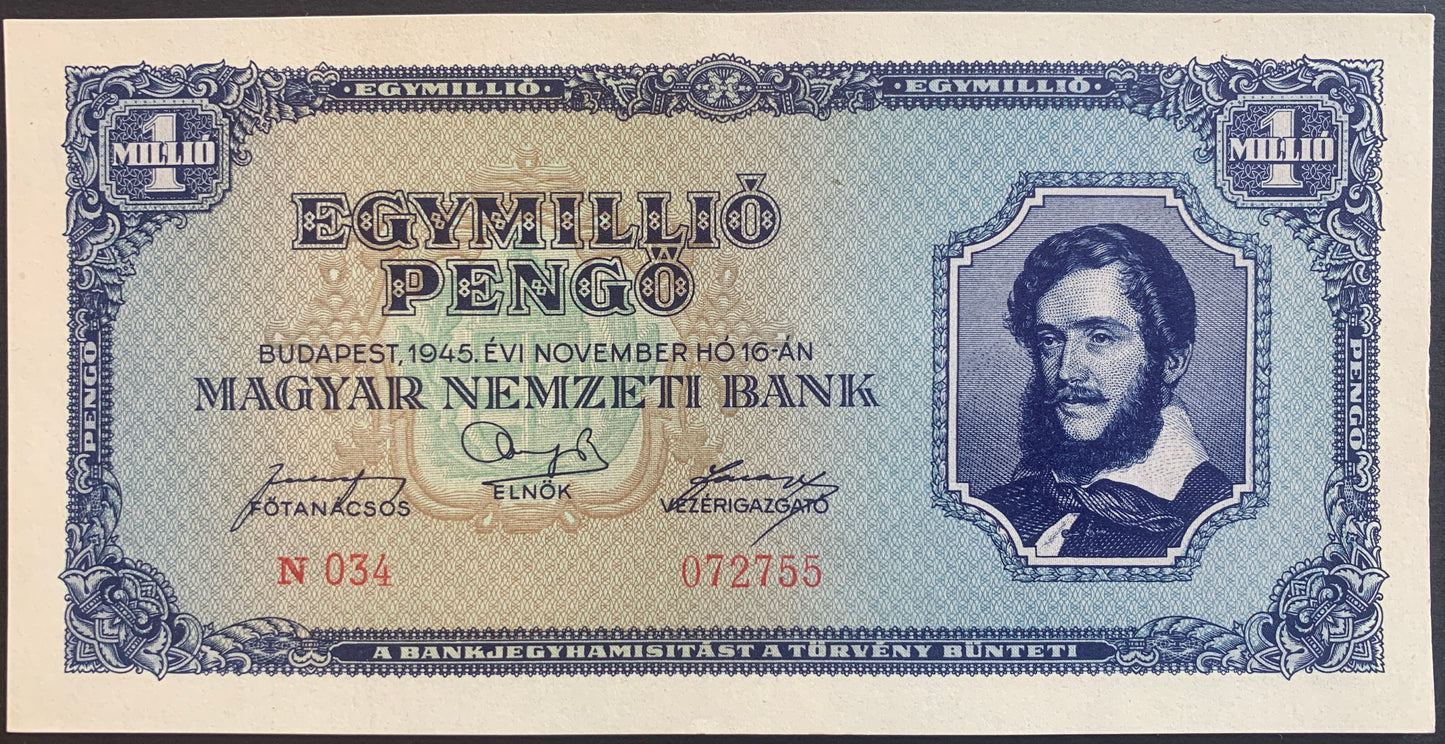 · EGYMILLIÓ · · EGYMILLIÓ ·
1 MILLIÓ
1 MILLIÓ
EGYMILLIÓ
PENGŐ
BUDAPEST, 1945. ÉVI NOVEMBER HÓ 16-ÁN
MAGYAR NEMZETI BANK
FŐTANÁCSOS ELNÖK VEZÉRIGAZGATÓ
PENGŐ
PENGŐ
N 034 072755
A BANKJEGYHAMISITÁST A TÖRVÉNY BÜNTETI